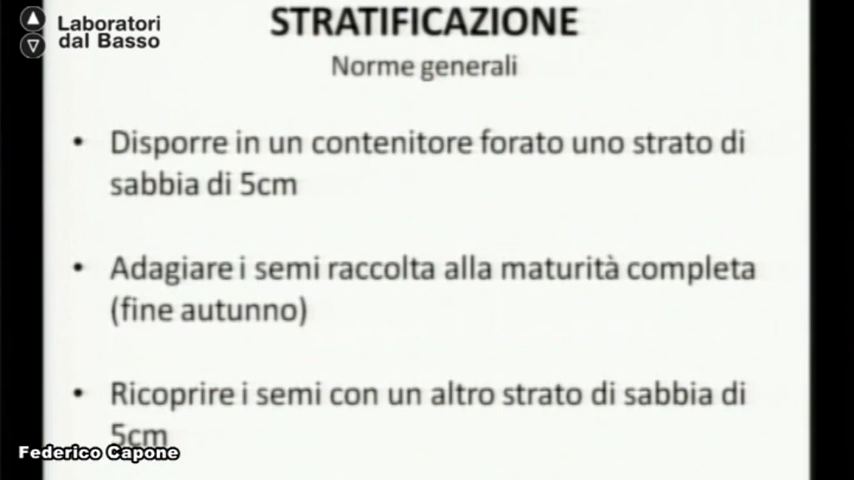 Laboratori
dal Basso
STRATIFICAZIONE
Norme generali
• Disporre in un contenitore forato uno strato di
sabbia di 5cm
• Adagiare i semi raccolta alla maturità completa
(fine autunno)
• Ricoprire i semi con un altro strato di sabbia di
5cm
Federico Capone